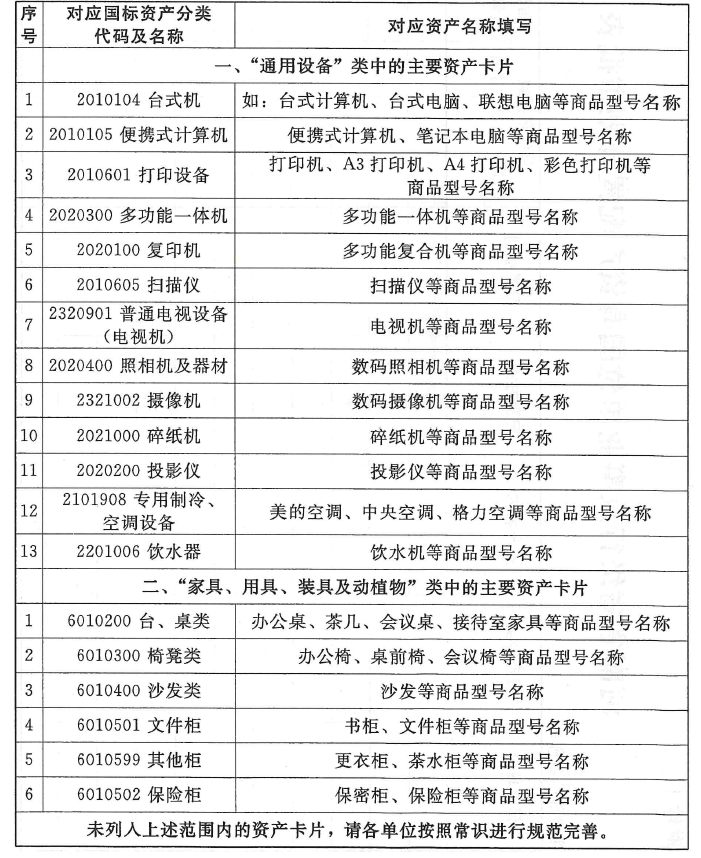 序号 对应国标资产分类代码及名称 对应资产名称填写
一、“通用设备”类中的主要资产卡片
1 2010104 台式机 如：台式计算机、台式电脑、联想电脑等商品型号名称
2 2010105 便携式计算机 便携式计算机、笔记本电脑等商品型号名称
3 2010601 打印设备 打印机、A3 打印机、A4 打印机、彩色打印机等商品型号名称
4 2020300 多功能一体机 多功能一体机等商品型号名称
5 2020100 复印机 多功能复合机等商品型号名称
6 2010605 扫描仪 扫描仪等商品型号名称
7 2320901 普通电视设备（电视机） 电视机等商品型号名称
8 2020400 照相机及器材 数码照相机等商品型号名称
9 2321002 摄像机 数码摄像机等商品型号名称
10 2021000 碎纸机 碎纸机等商品型号名称
11 2020200 投影仪 投影仪等商品型号名称
12 2101908 专用制冷、空调设备 美的空调、中央空调、格力空调等商品型号名称
13 2201006 饮水器 饮水机等商品型号名称
二、“家具、用具、装具及动植物”类中的主要资产卡片
1 6010200 台、桌类 办公桌、茶几、会议桌、接待室家具等商品型号名称
2 6010300 椅凳类 办公椅、桌前椅、会议椅等商品型号名称
3 6010400 沙发类 沙发等商品型号名称
4 6010501 文件柜 书柜、文件柜等商品型号名称
5 6010599 其他柜 更衣柜、茶水柜等商品型号名称
6 6010502 保险柜 保密柜、保险柜等商品型号名称
未列人上述范围内的资产卡片，请各单位按照常识进行规范完善。